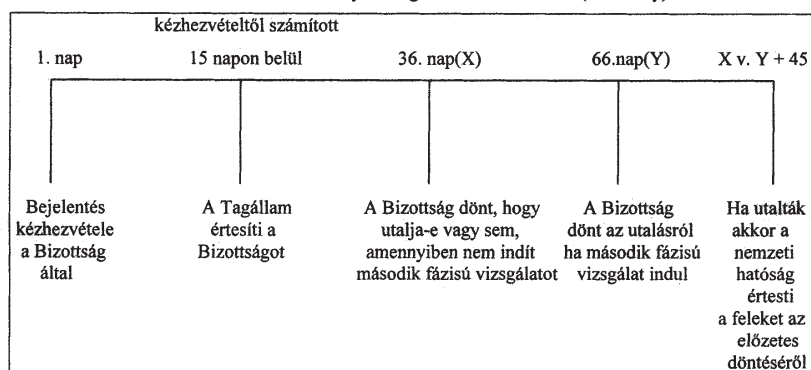 kézhezvételtől számított
1. nap
15 napon belül
36. nap(X)
66.nap(Y)
X v. Y + 45
Bejelentés
kézhezvétele
a Bizottság
által
A Tagállam
értesíti a
Bizottságot
A Bizottság dönt, hogy
utalja-e vagy sem,
amennyiben nem indít
második fázisú vizsgálatot
A Bizottság
dönt az utalásról
ha második fázisú
vizsgálat indul
Ha utalták
akkor a
nemzeti
hatóság
értesti
a feleket az
előzetes
döntéséről